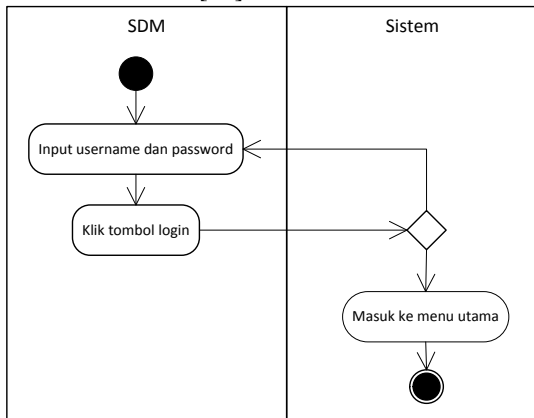 SDM
Sistem
Input username dan password
Klik tombol login
Masuk ke menu utama